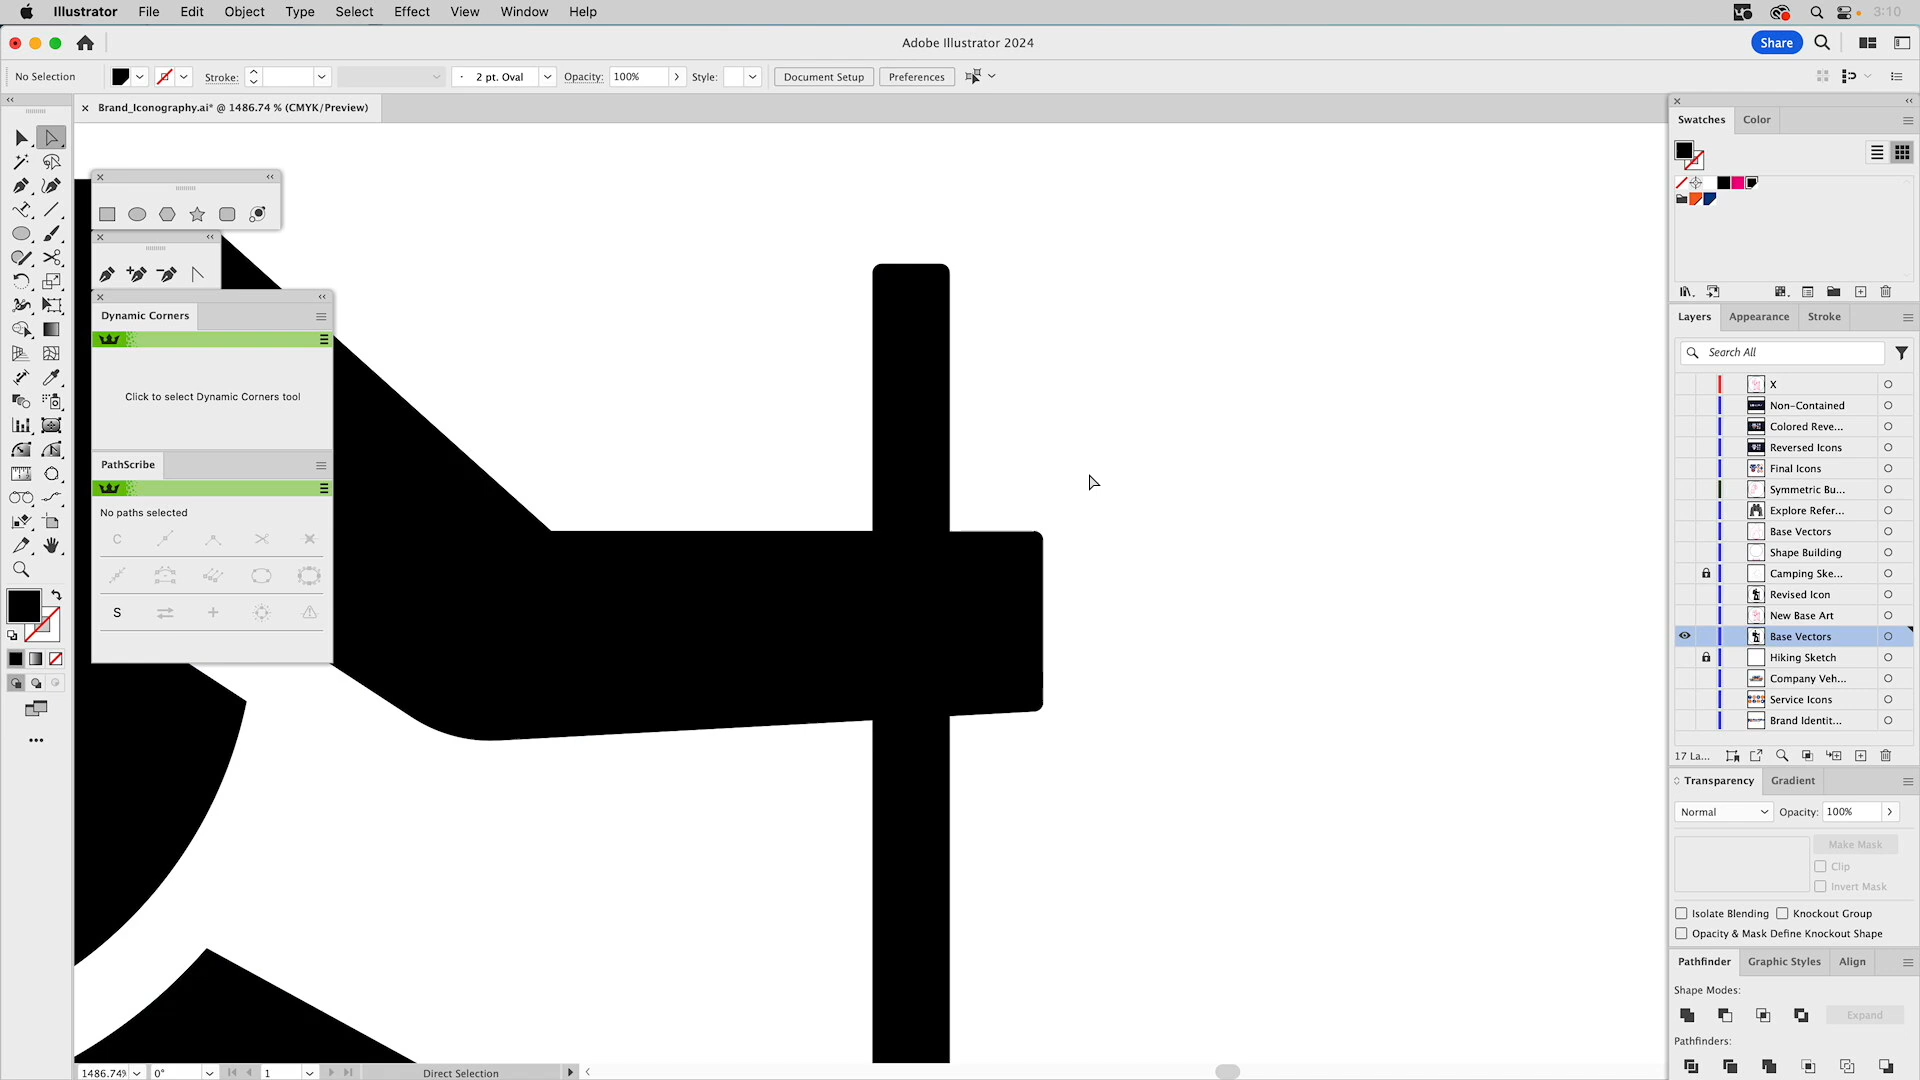 Illustrator File Edit Object Type Select Effect View Window Help 3:10
Adobe Illustrator 2024
Share
No Selection Stroke: 2 pt. Oval Opacity: 100% Style: Document Setup Preferences
Brand_Iconography.ai* @ 1486.74 % (CMYK/Preview)
Dynamic Corners
Click to select Dynamic Corners tool
PathScribe
No paths selected
C
S
Swatches Color
Layers Appearance Stroke
Search All
X
Non-Contained
Colored Reve...
Reversed Icons
Final Icons
Symmetric Bu...
Explore Refer...
Base Vectors
Shape Building
Camping Ske...
Revised Icon
New Base Art
Base Vectors
Hiking Sketch
Company Veh...
Service Icons
Brand Identit...
17 La...
Transparency Gradient
Normal Opacity: 100%
Make Mask
Clip
Invert Mask
Isolate Blending Knockout Group
Opacity & Mask Define Knockout Shape
Pathfinder Graphic Styles Align
Shape Modes:
Expand
Pathfinders:
1486.74% 0° 1 Direct Selection